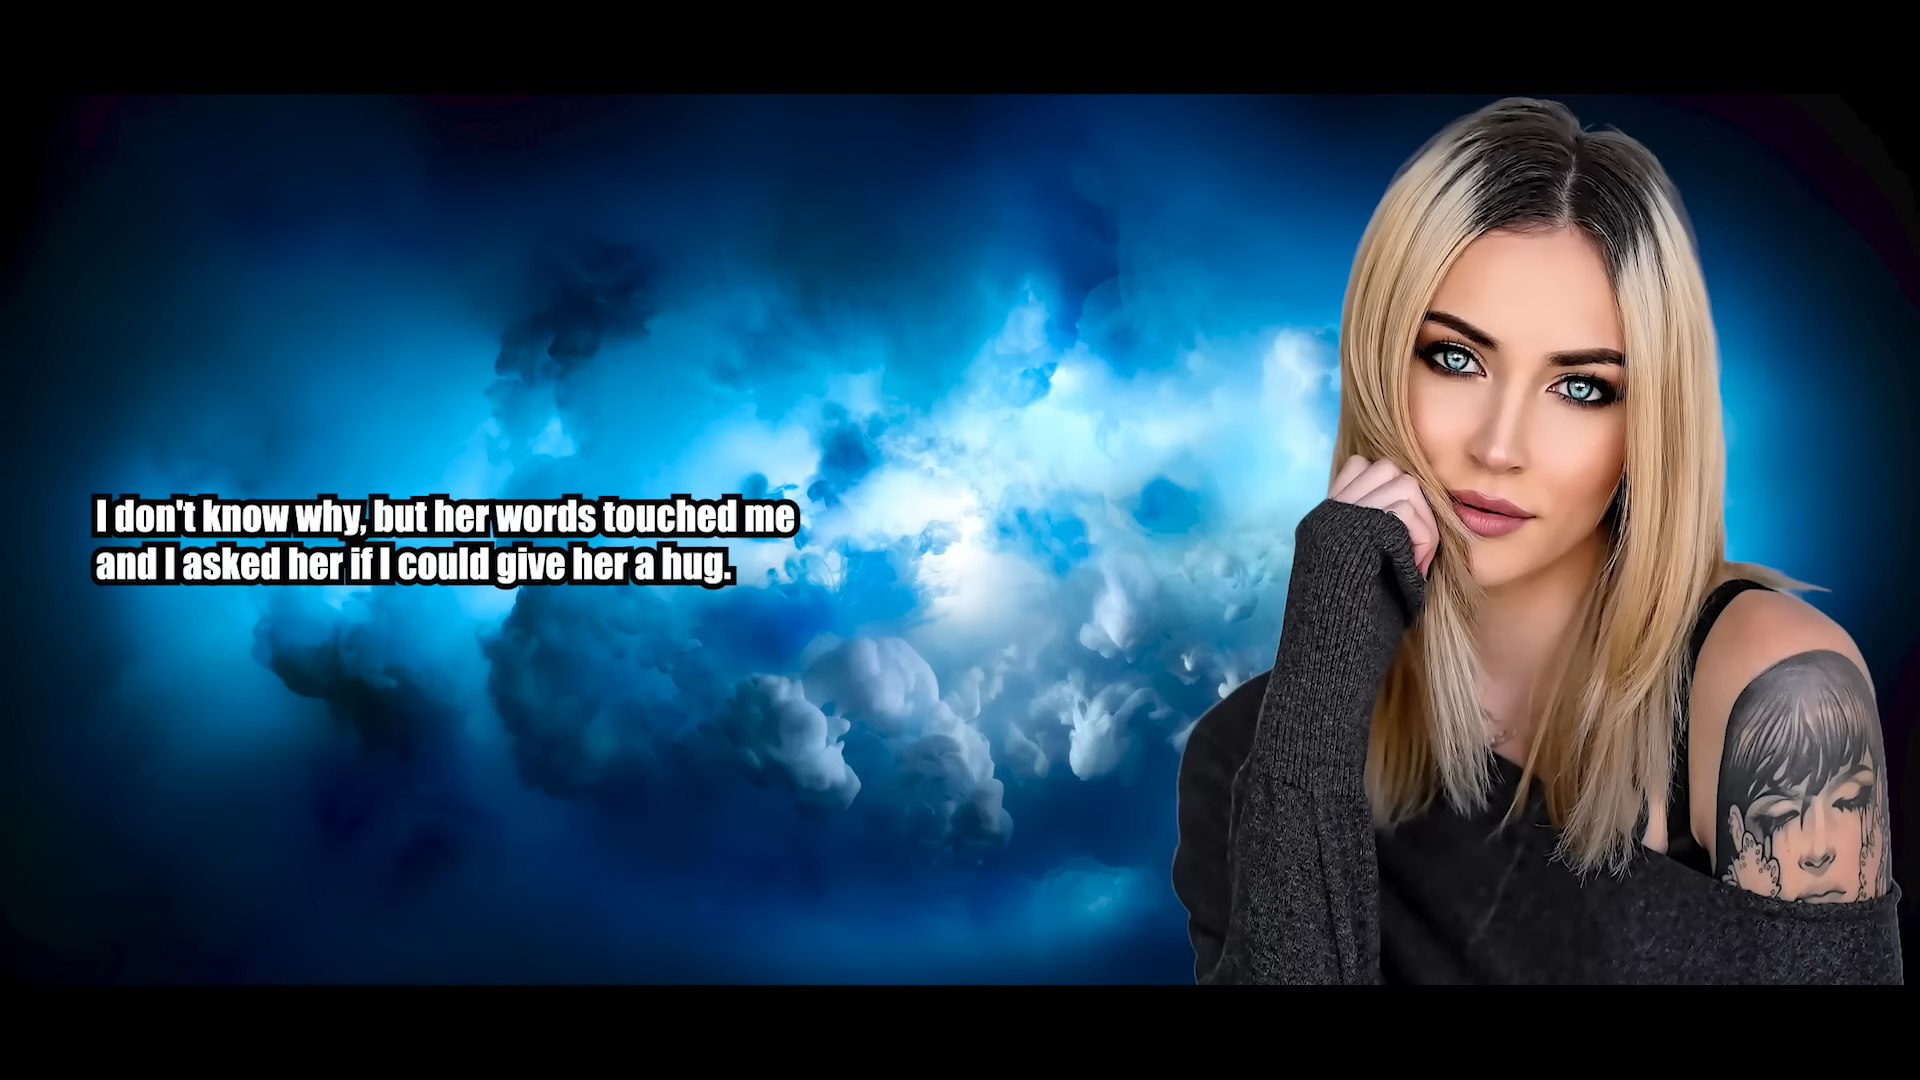 I don't know why, but her words touched me
and I asked her if I could give her a hug.